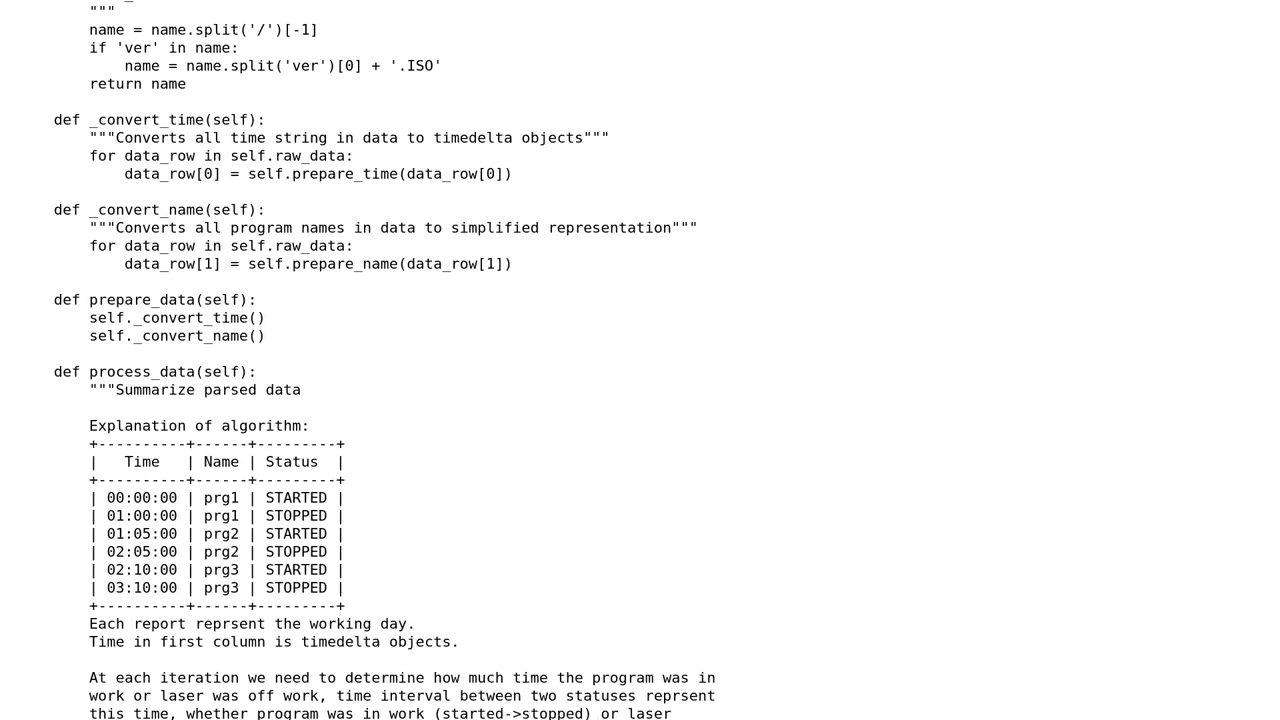 """
name = name.split('/')[-1]
if 'ver' in name:
    name = name.split('ver')[0] + '.ISO'
return name

def _convert_time(self):
    """Converts all time string in data to timedelta objects"""
    for data_row in self.raw_data:
        data_row[0] = self.prepare_time(data_row[0])

def _convert_name(self):
    """Converts all program names in data to simplified representation"""
    for data_row in self.raw_data:
        data_row[1] = self.prepare_name(data_row[1])

def prepare_data(self):
    self._convert_time()
    self._convert_name()

def process_data(self):
    """Summarize parsed data

    Explanation of algorithm:
    +----------+------+---------+
    |   Time   | Name | Status  |
    +----------+------+---------+
    | 00:00:00 | prg1 | STARTED |
    | 01:00:00 | prg1 | STOPPED |
    | 01:05:00 | prg2 | STARTED |
    | 02:05:00 | prg2 | STOPPED |
    | 02:10:00 | prg3 | STARTED |
    | 03:10:00 | prg3 | STOPPED |
    +----------+------+---------+
    Each report reprsent the working day.
    Time in first column is timedelta objects.

    At each iteration we need to determine how much time the program was in
    work or laser was off work, time interval between two statuses reprsent
    this time, whether program was in work (started->stopped) or laser